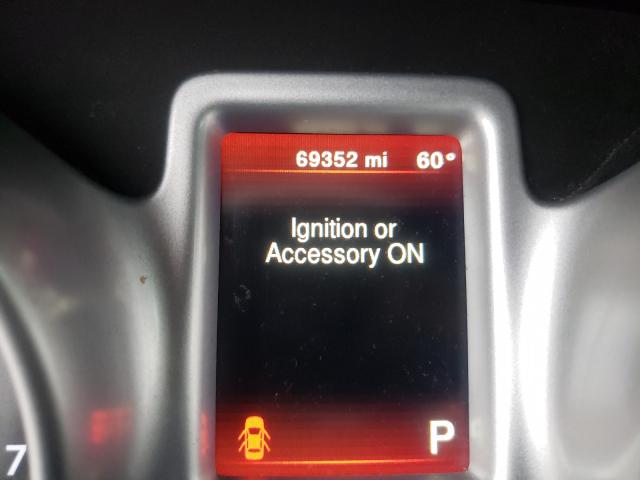 69352 mi 60°
Ignition or
Accessory ON
P
7